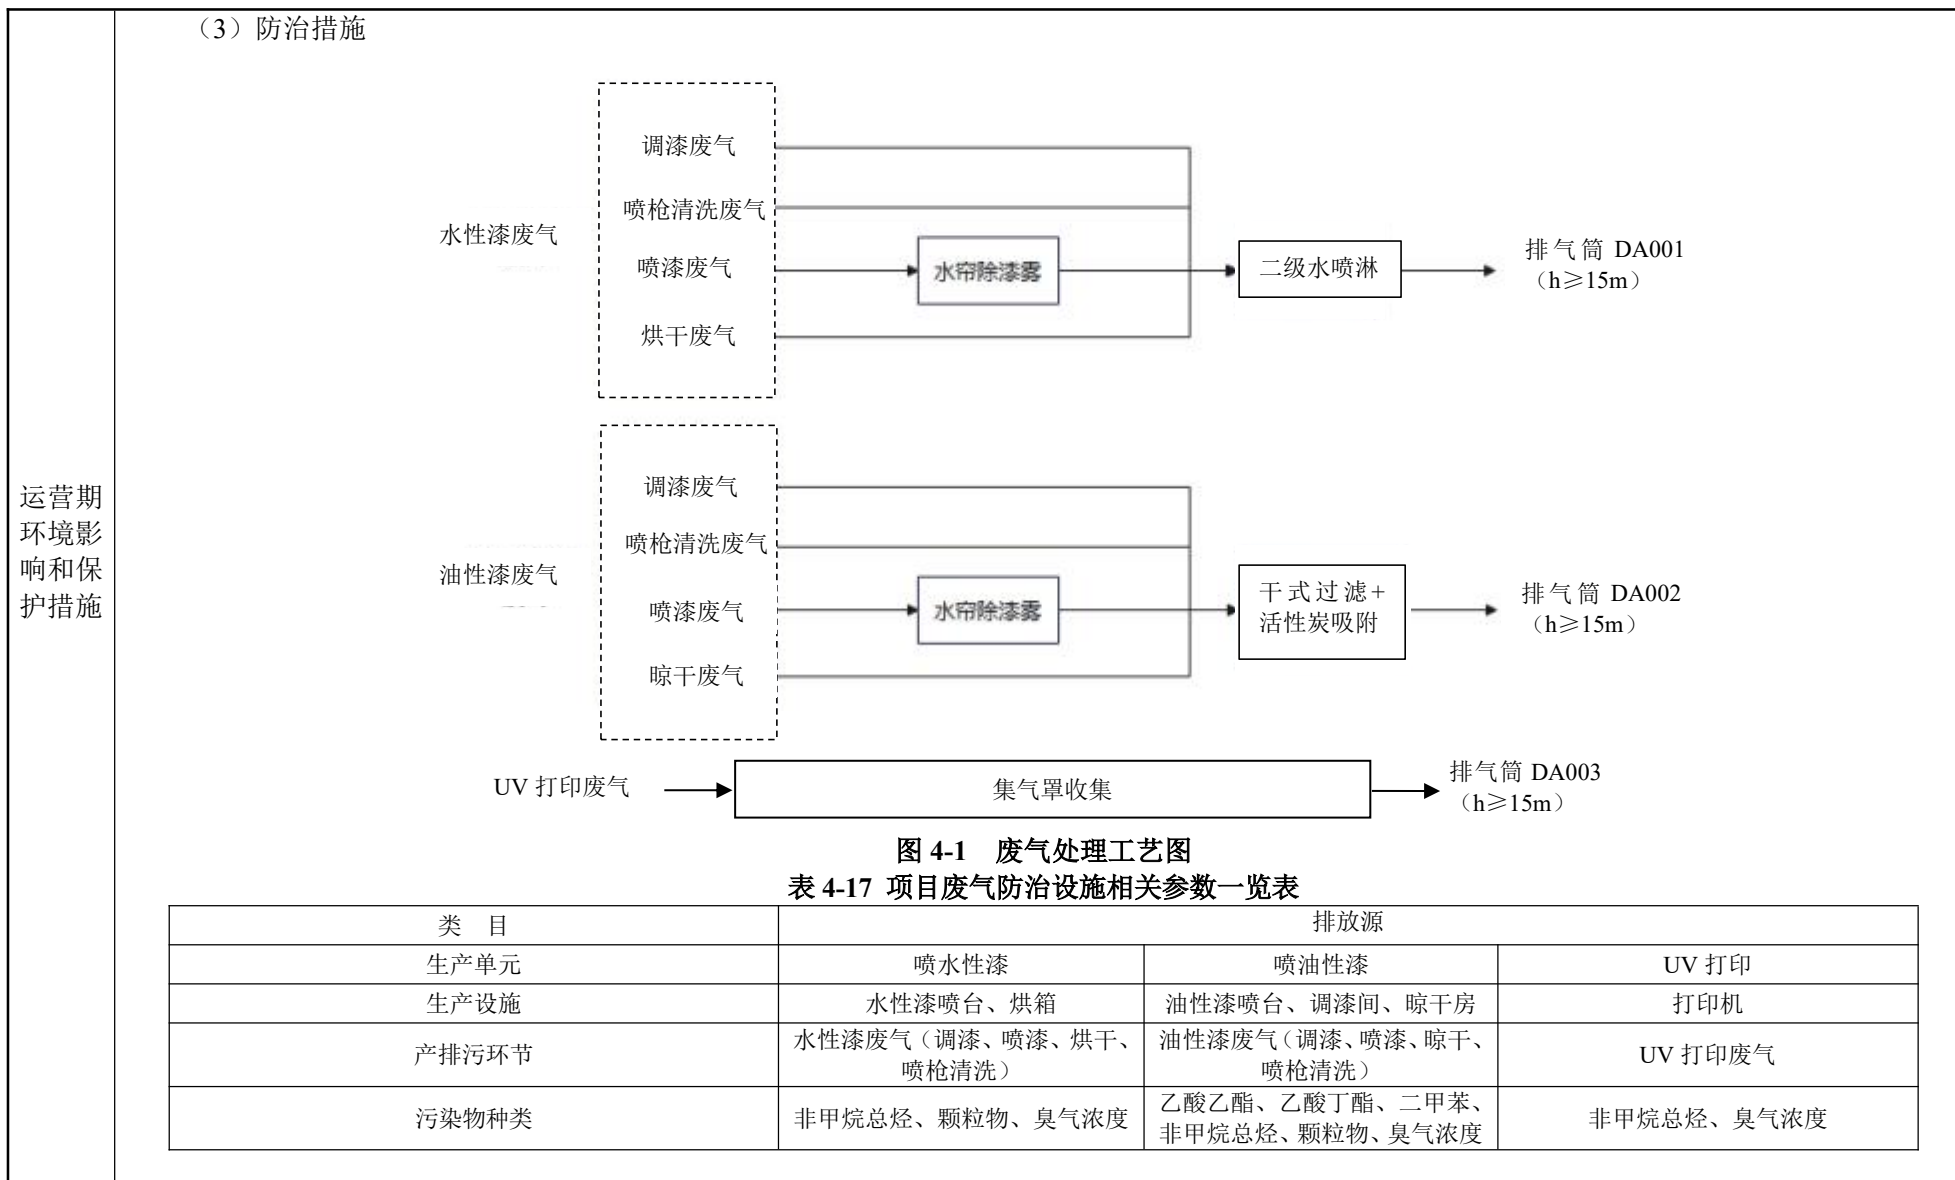 （3）防治措施
运营期
环境影
响和保
护措施
水性漆废气
调漆废气
喷枪清洗废气
喷漆废气
烘干废气
水帘除漆雾
二级水喷淋
排气筒 DA001
（h≥15m）
油性漆废气
调漆废气
喷枪清洗废气
喷漆废气
晾干废气
水帘除漆雾
干式过滤+
活性炭吸附
排气筒 DA002
（h≥15m）
UV 打印废气
集气罩收集
排气筒 DA003
（h≥15m）
图 4-1 废气处理工艺图
表 4-17 项目废气防治设施相关参数一览表
类 目 排放源
生产单元 喷水性漆 喷油性漆 UV 打印
生产设施 水性漆喷台、烘箱 油性漆喷台、调漆间、晾干房 打印机
产排污环节 水性漆废气（调漆、喷漆、烘干、
喷枪清洗） 油性漆废气（调漆、喷漆、晾干、
喷枪清洗） UV 打印废气
污染物种类 非甲烷总烃、颗粒物、臭气浓度 乙酸乙酯、乙酸丁酯、二甲苯、
非甲烷总烃、颗粒物、臭气浓度 非甲烷总烃、臭气浓度